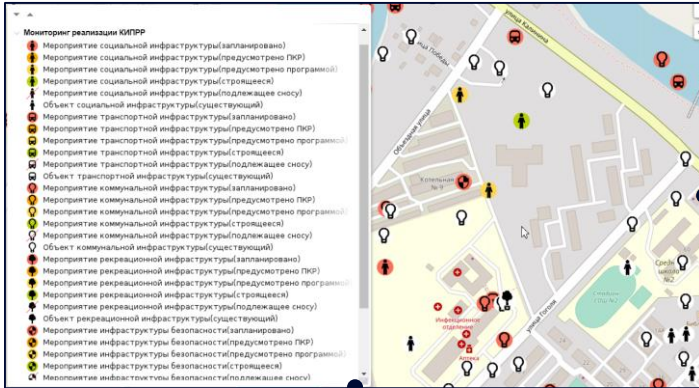 Мониторинг реализации КИПРР
Мероприятие социальной инфраструктуры(запланировано)
Мероприятие социальной инфраструктуры(предусмотрено ПКР)
Мероприятие социальной инфраструктуры(предусмотрено программой)
Мероприятие социальной инфраструктуры(строящееся)
Мероприятие социальной инфраструктуры(подлежащее сносу)
Объект социальной инфраструктуры(существующий)
Мероприятие транспортной инфраструктуры(запланировано)
Мероприятие транспортной инфраструктуры(предусмотрено ПКР)
Мероприятие транспортной инфраструктуры(предусмотрено программой)
Мероприятие транспортной инфраструктуры(строящееся)
Мероприятие транспортной инфраструктуры(подлежащее сносу)
Объект транспортной инфраструктуры(существующий)
Мероприятие коммунальной инфраструктуры(запланировано)
Мероприятие коммунальной инфраструктуры(предусмотрено ПКР)
Мероприятие коммунальной инфраструктуры(предусмотрено программой
Мероприятие коммунальной инфраструктуры(строящееся)
Мероприятие коммунальной инфраструктуры(подлежащее сносу)
Объект коммунальной инфраструктуры(существующий)
Мероприятие рекреационной инфраструктуры(запланировано)
Мероприятие рекреационной инфраструктуры(предусмотрено ПКР)
Мероприятие рекреационной инфраструктуры(предусмотрено програм
Мероприятие рекреационной инфраструктуры(строящееся)
Мероприятие рекреационной инфраструктуры(подлежащее сносу)
Объект рекреационной инфраструктуры(существующий)
Мероприятие инфраструктуры безопасности(запланировано)
Мероприятие инфраструктуры безопасности(предусмотрено ПКР)
Мероприятие инфраструктуры безопасности(предусмотрено программой
Мероприятие инфраструктуры безопасности(строящееся)
Мероприятие инфраструктуры безопасности(подлежащее сносу)
улица Калинина
Победы
Объездная улица
Котельная
№ 9
улица Гоголя
школа
№2
Инфекционное
отделение
Аптека